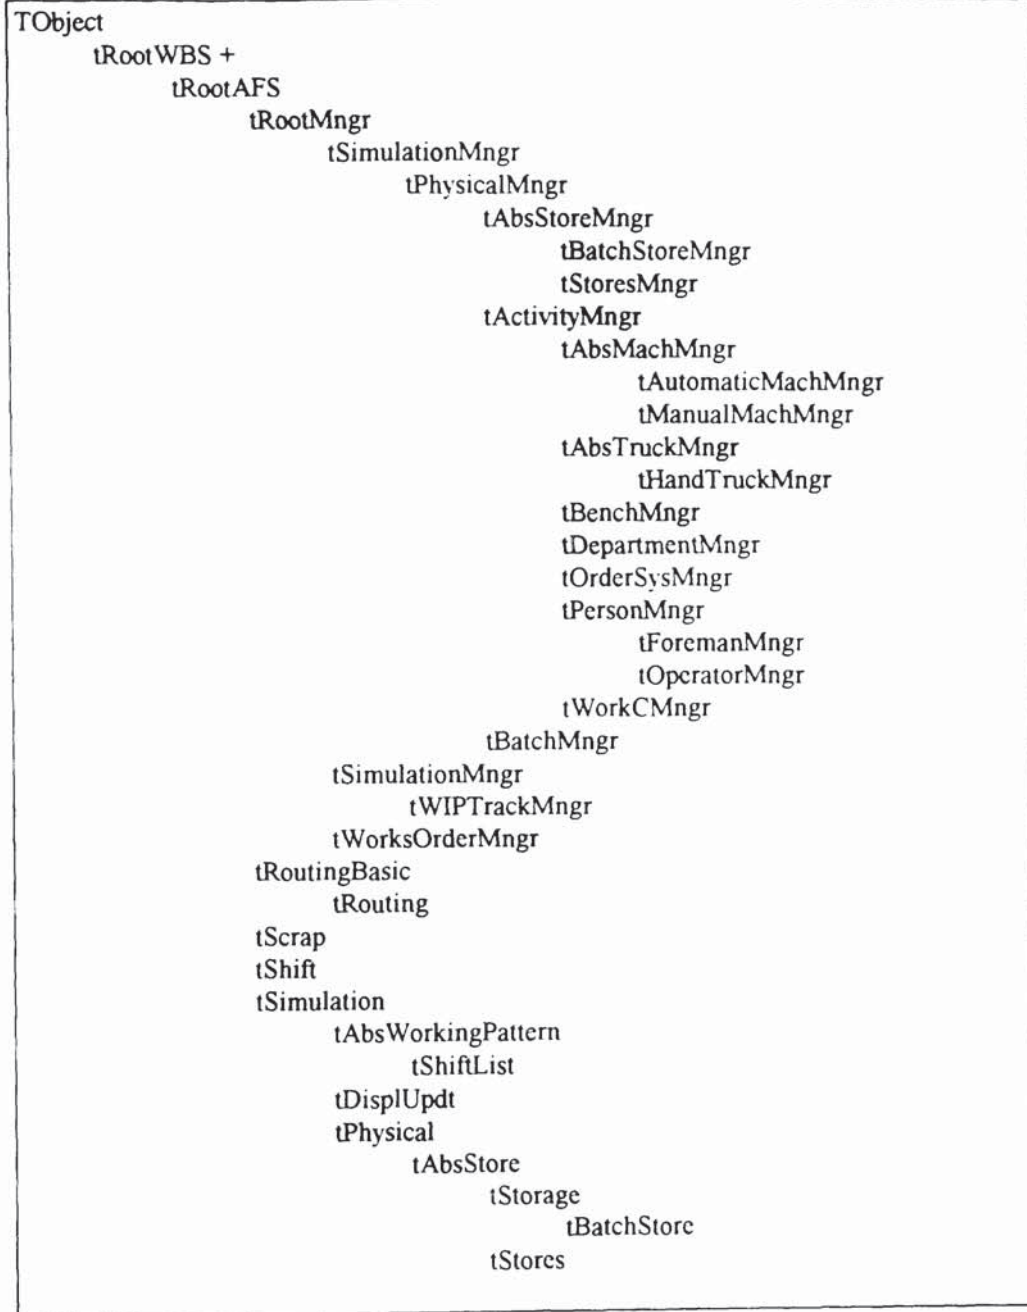 TObject
tRootWBS +
tRootAFS
tRootMngr
tSimulationMngr
tPhysicalMngr
tAbsStoreMngr
tBatchStoreMngr
tStoresMngr
tActivityMngr
tAbsMachMngr
tAutomaticMachMngr
tManualMachMngr
tAbsTruckMngr
tHandTruckMngr
tBenchMngr
tDepartmentMngr
tOrderSysMngr
tPersonMngr
tForemanMngr
tOperatorMngr
tWorkCMngr
tBatchMngr
tSimulationMngr
tWIPTrackMngr
tWorksOrderMngr
tRoutingBasic
tRouting
tScrap
tShift
tSimulation
tAbsWorkingPattern
tShiftList
tDisplUpdt
tPhysical
tAbsStore
tStorage
tBatchStore
tStores